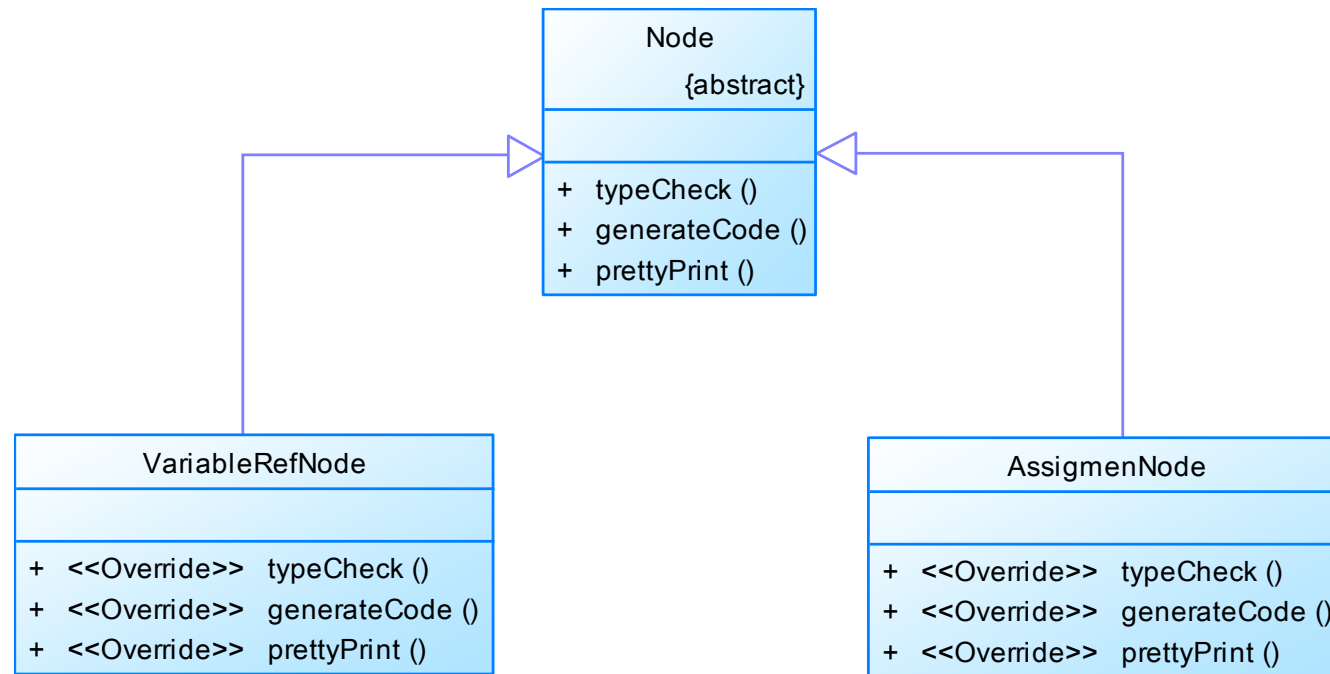 Node
{abstract}
+ typeCheck ()
+ generateCode ()
+ prettyPrint ()
VariableRefNode
+ <<Override>> typeCheck ()
+ <<Override>> generateCode ()
+ <<Override>> prettyPrint ()
AssigmenNode
+ <<Override>> typeCheck ()
+ <<Override>> generateCode ()
+ <<Override>> prettyPrint ()